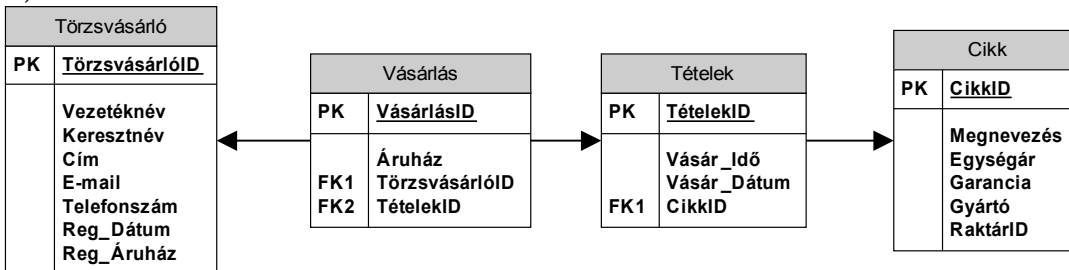 Törzsvásárló
PK TörzsvásárlóID
Vezetéknév
Keresztnév
Cím
E-mail
Telefonszám
Reg_Dátum
Reg_Áruház
Vásárlás
PK VásárlásID
Áruház
FK1 TörzsvásárlóID
FK2 TételekID
Tételek
PK TételekID
Vásár_Idő
Vásár_Dátum
FK1 CikkID
Cikk
PK CikkID
Megnevezés
Egységár
Garancia
Gyártó
RaktárID